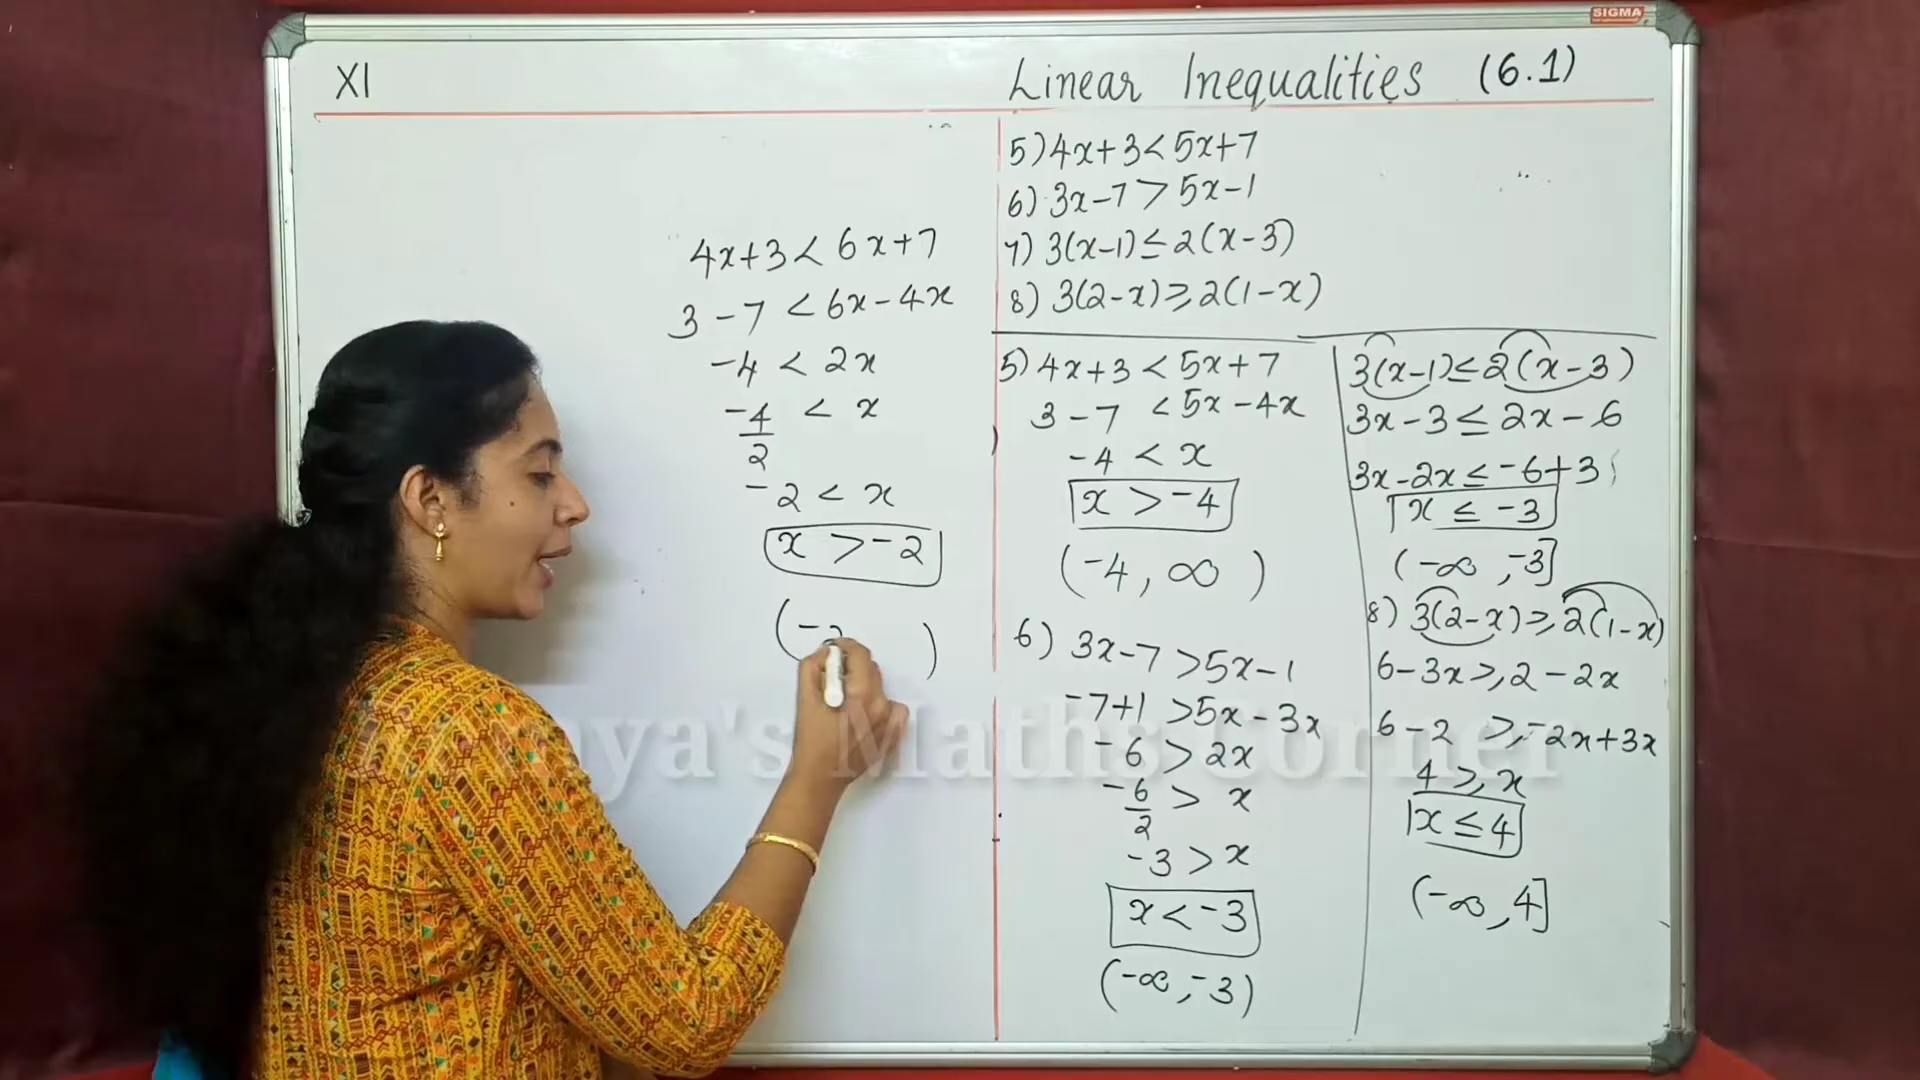 SIGMA
XI
Linear Inequalities (6.1)
4x+3 < 6x+7
3 - 7 < 6x - 4x
-4 < 2x
-4/2 < x
-2 < x
x > -2
(-2 )
5) 4x+3 < 5x+7
6) 3x-7 > 5x-1
7) 3(x-1) ≤ 2(x-3)
8) 3(2-x) ≥ 2(1-x)
5) 4x+3 < 5x+7
3 - 7 < 5x - 4x
-4 < x
x > -4
(-4, ∞ )
6) 3x-7 > 5x-1
-7+1 > 5x-3x
-6 > 2x
-6/2 > x
-3 > x
x < -3
(-∞, -3)
3(x-1) ≤ 2(x-3)
3x-3 ≤ 2x-6
3x-2x ≤ -6+3
x ≤ -3
(-∞, -3]
8) 3(2-x) ≥ 2(1-x)
6-3x ≥ 2-2x
6-2 ≥ -2x+3x
4 ≥ x
x ≤ 4
(-∞, 4]
Maths Corner